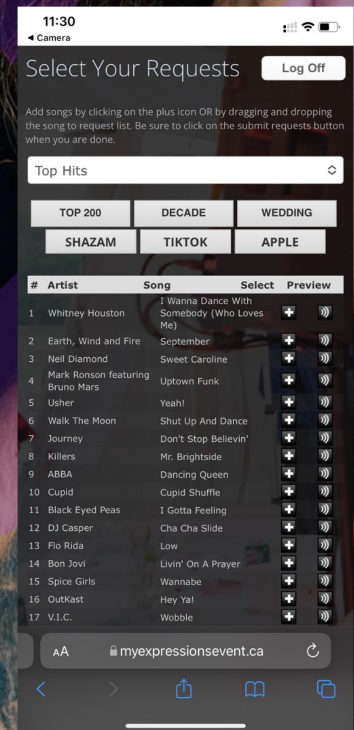 11:30
◄ Camera
Select Your Requests
Log Off
Add songs by clicking on the plus icon OR by dragging and dropping
the song to request list. Be sure to click on the submit requests button
when you are done.
Top Hits
TOP 200 DECADE WEDDING
SHAZAM TIKTOK APPLE
# Artist Song Select Preview
1 Whitney Houston I Wanna Dance With
Somebody (Who Loves
Me)
2 Earth, Wind and Fire September
3 Neil Diamond Sweet Caroline
4 Mark Ronson featuring
Bruno Mars Uptown Funk
5 Usher Yeah!
6 Walk The Moon Shut Up And Dance
7 Journey Don't Stop Believin'
8 Killers Mr. Brightside
9 ABBA Dancing Queen
10 Cupid Cupid Shuffle
11 Black Eyed Peas I Gotta Feeling
12 DJ Casper Cha Cha Slide
13 Flo Rida Low
14 Bon Jovi Livin' On A Prayer
15 Spice Girls Wannabe
16 OutKast Hey Ya!
17 V.I.C. Wobble
AA myexpressionsevent.ca